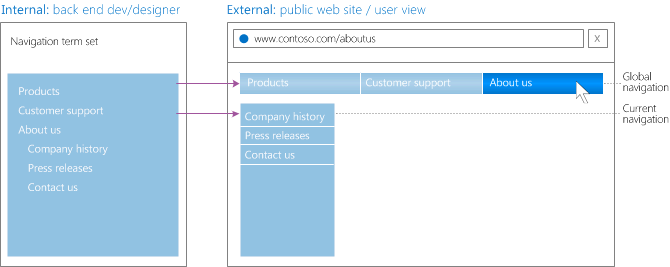 Internal: back end dev/designer
Navigation term set
Products
Customer support
About us
Company history
Press releases
Contact us
External: public web site / user view
www.contoso.com/aboutus
X
Products
Customer support
About us
Global
navigation
Company history
Press releases
Contact us
Current
navigation